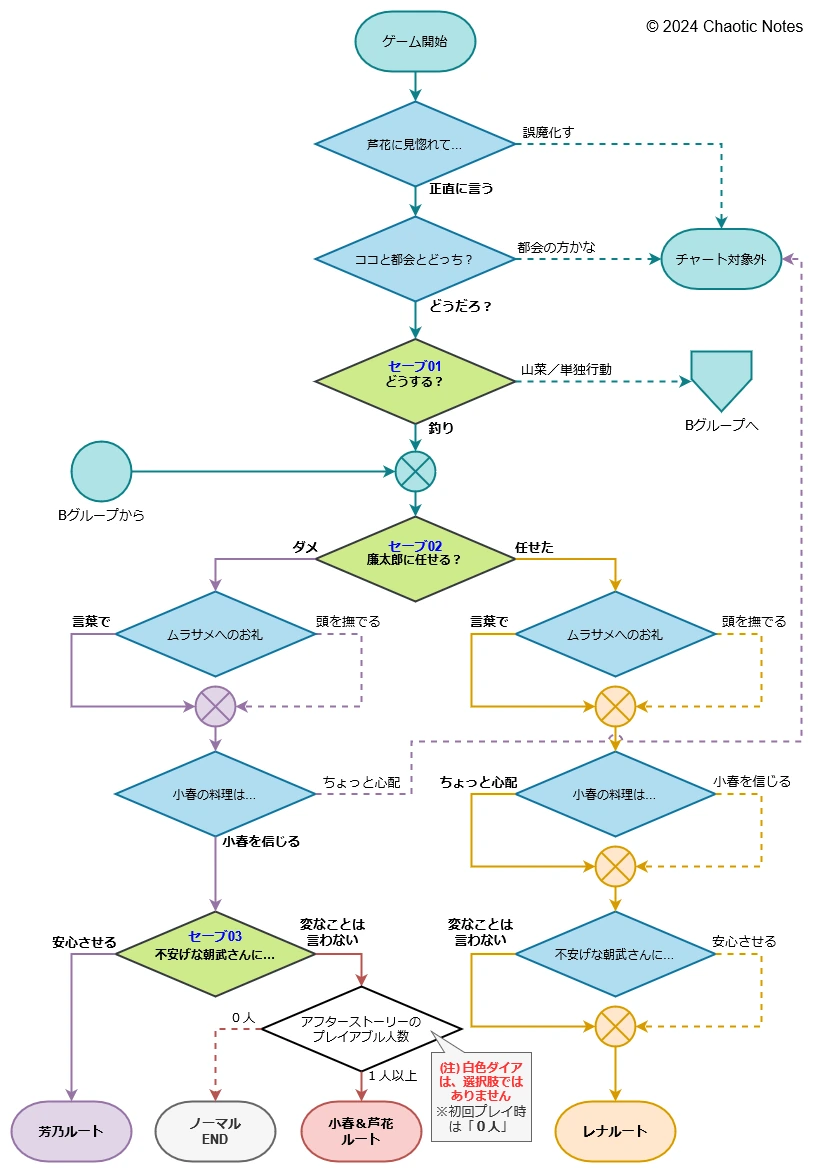 © 2024 Chaotic Notes
ゲーム開始
芦花に見惚れて...
誤魔化す
正直に言う
ココと都会とどっち？
都会の方かな
チャート対象外
どうだろ？
セーブ01
どうする？
山菜／単独行動
Bグループへ
釣り
Bグループから
セーブ02
廉太郎に任せる？
ダメ
任せた
ムラサメへのお礼
言葉で
頭を撫でる
ムラサメへのお礼
言葉で
頭を撫でる
小春の料理は...
ちょっと心配
小春を信じる
ちょっと心配
小春の料理は...
小春を信じる
セーブ03
不安げな朝武さんに...
安心させる
変なことは
言わない
変なことは
言わない
不安げな朝武さんに...
安心させる
０人
アフターストーリーの
プレイアブル人数
１人以上
(注) 白色ダイア
は、選択肢では
ありません
※初回プレイ時
は「０人」
芳乃ルート
ノーマル
END
小春＆芦花
ルート
レナルート